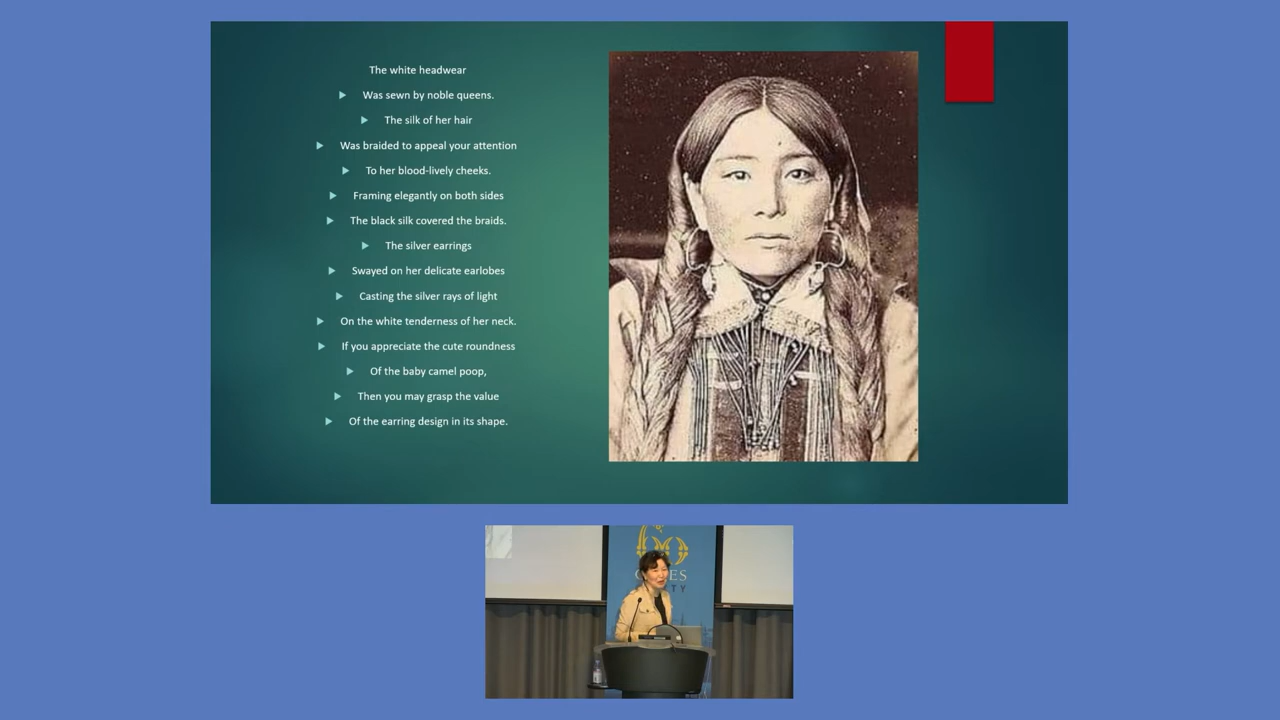 The white headwear
Was sewn by noble queens.
The silk of her hair
Was braided to appeal your attention
To her blood-lively cheeks.
Framing elegantly on both sides
The black silk covered the braids.
The silver earrings
Swayed on her delicate earlobes
Casting the silver rays of light
On the white tenderness of her neck.
If you appreciate the cute roundness
Of the baby camel poop,
Then you may grasp the value
Of the earring design in its shape.